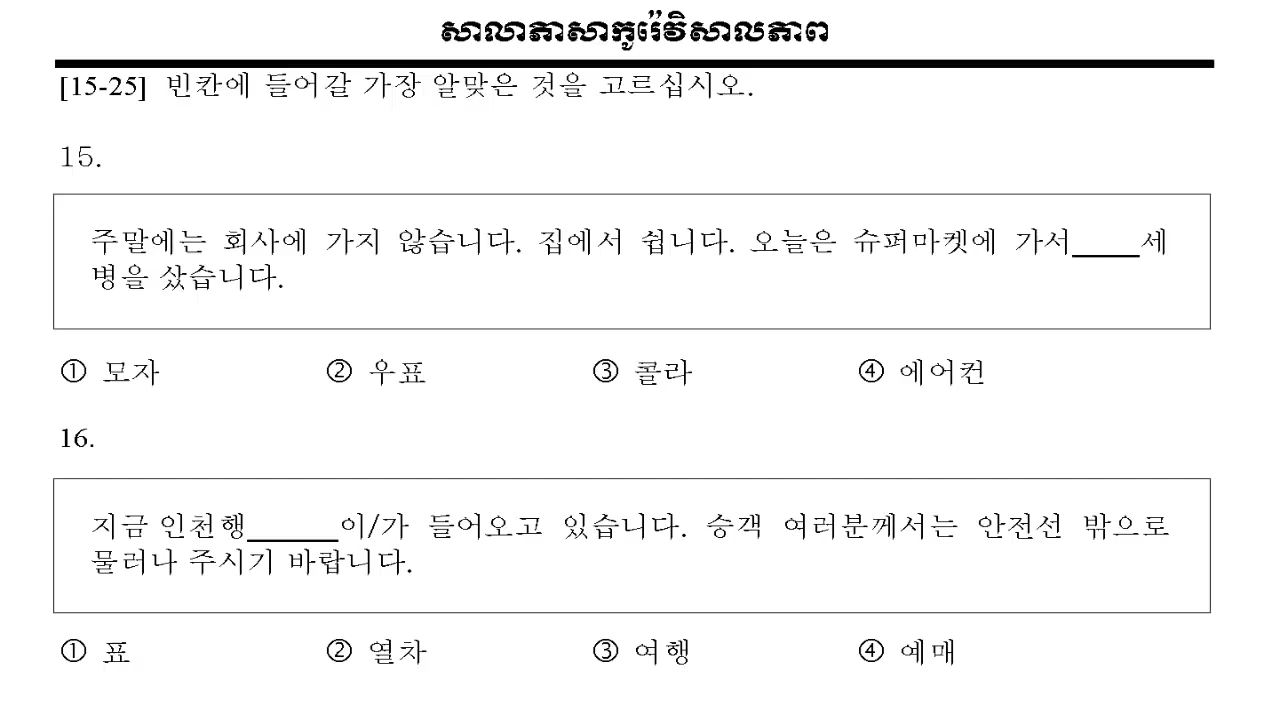 សាលាភាសាកូរ៉េវិសាលភាព
[15-25] 빈칸에 들어갈 가장 알맞은 것을 고르십시오.
15.
주말에는 회사에 가지 않습니다. 집에서 쉽니다. 오늘은 슈퍼마켓에 가서_____세
병을 샀습니다.
① 모자 ② 우표 ③ 콜라 ④ 에어컨
16.
지금 인천행______이/가 들어오고 있습니다. 승객 여러분께서는 안전선 밖으로
물러나 주시기 바랍니다.
① 표 ② 열차 ③ 여행 ④ 예매